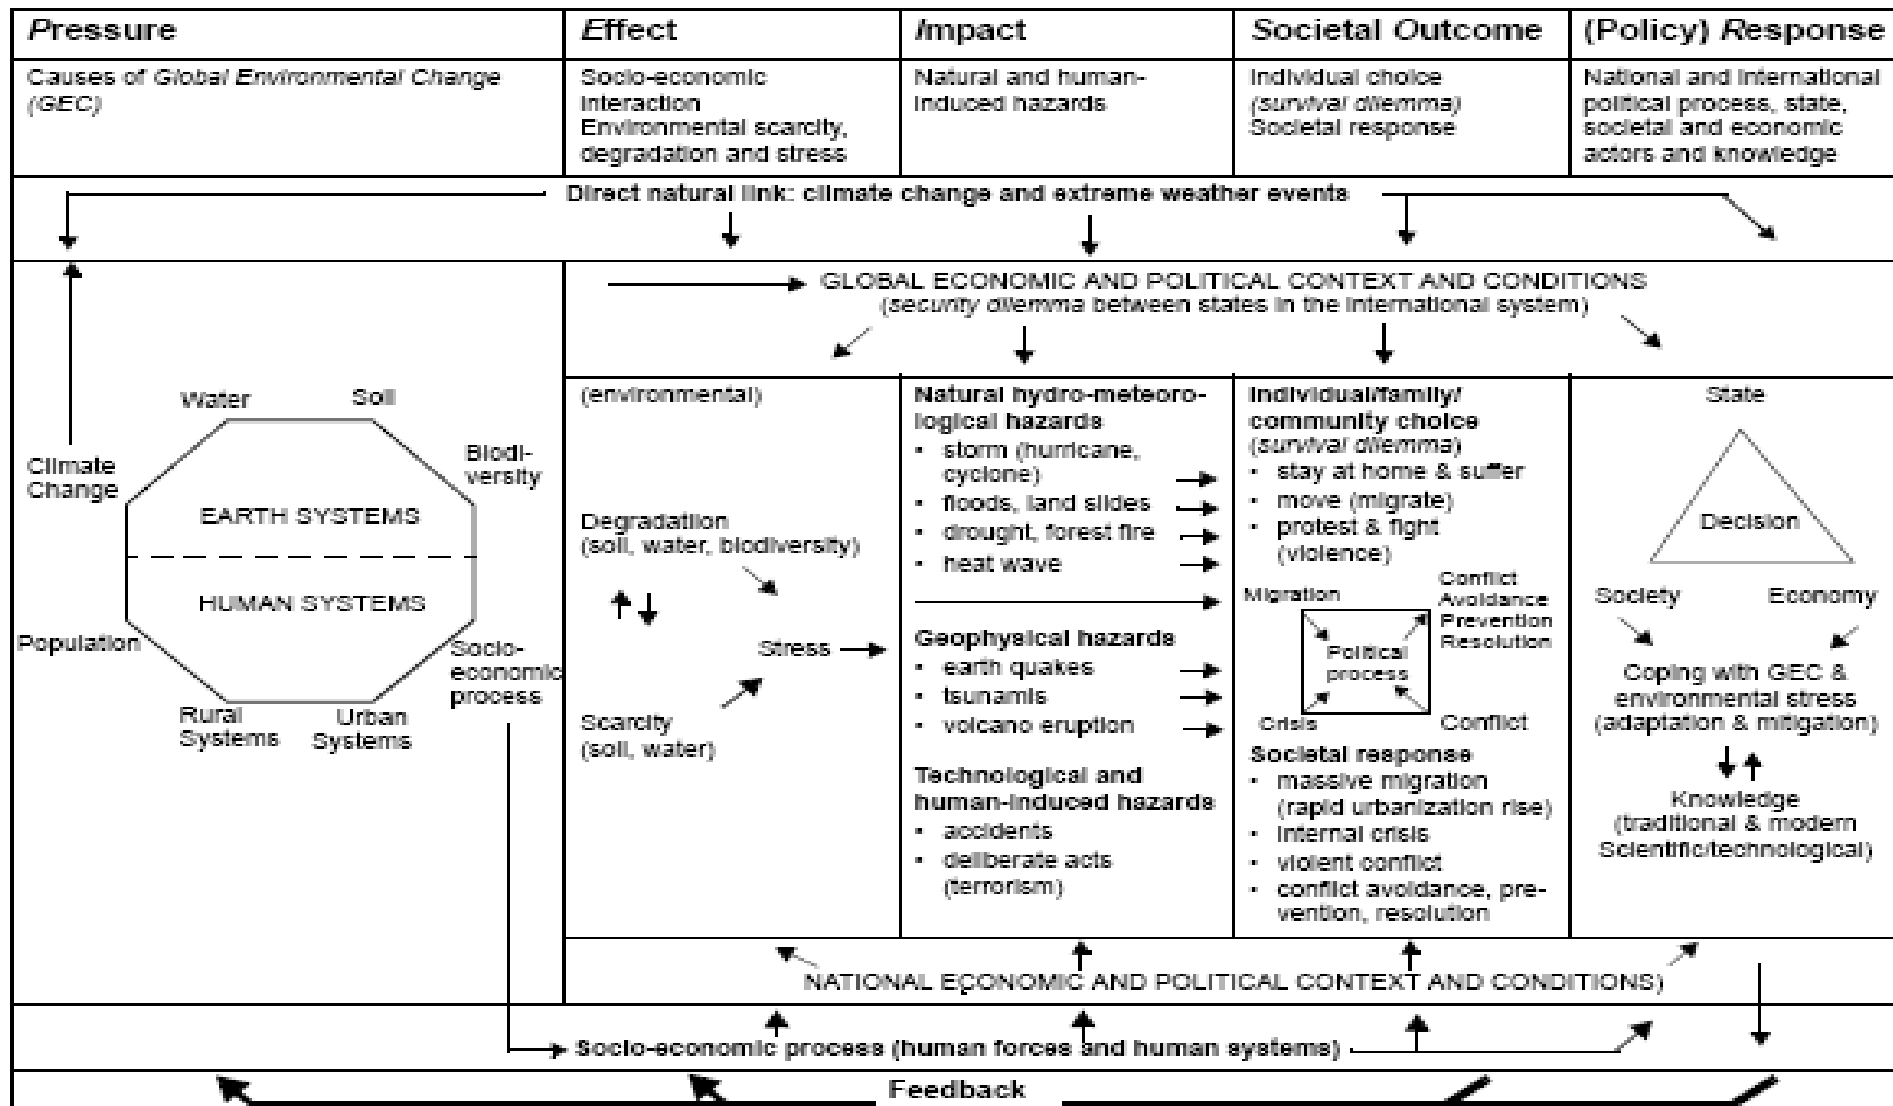 Pressure
Effect
Impact
Societal Outcome
(Policy) Response
Causes of Global Environmental Change
(GEC)
Socio-economic
interaction
Environmental scarcity,
degradation and stress
Natural and human-
induced hazards
Individual choice
(survival dilemma)
Societal response
National and international
political process, state,
societal and economic
actors and knowledge
Direct natural link: climate change and extreme weather events
GLOBAL ECONOMIC AND POLITICAL CONTEXT AND CONDITIONS
(security dilemma between states in the international system)
Water
Soil
Climate
Change
Biodi-
versity
EARTH SYSTEMS
HUMAN SYSTEMS
Population
Socio-
economic
process
Rural
Systems
Urban
Systems
(environmental)
Degradatiion
(soil, water, biodiversity)
Stress
Scarcity
(soil, water)
Natural hydro-meteoro-
logical hazards
• storm (hurricane,
cyclone)
• floods, land slides
• drought, forest fire
• heat wave
Geophysical hazards
• earth quakes
• tsunamis
• volcano eruption
Technological and
human-induced hazards
• accidents
• deliberate acts
(terrorism)
Individual/family/
community choice
(survival dilemma)
• stay at home & suffer
• move (migrate)
• protest & fight
(violence)
Migration
Conflict
Avoidance
Prevention
Resolution
Political
process
Crisis
Conflict
Societal response
• massive migration
(rapid urbanization rise)
• internal crisis
• violent conflict
• conflict avoidance, pre-
vention, resolution
State
Decision
Society
Economy
Coping with GEC &
environmental stress
(adaptation & mitigation)
Knowledge
(traditional & modern
Scientific/technological)
NATIONAL ECONOMIC AND POLITICAL CONTEXT AND CONDITIONS)
Socio-economic process (human forces and human systems)
Feedback